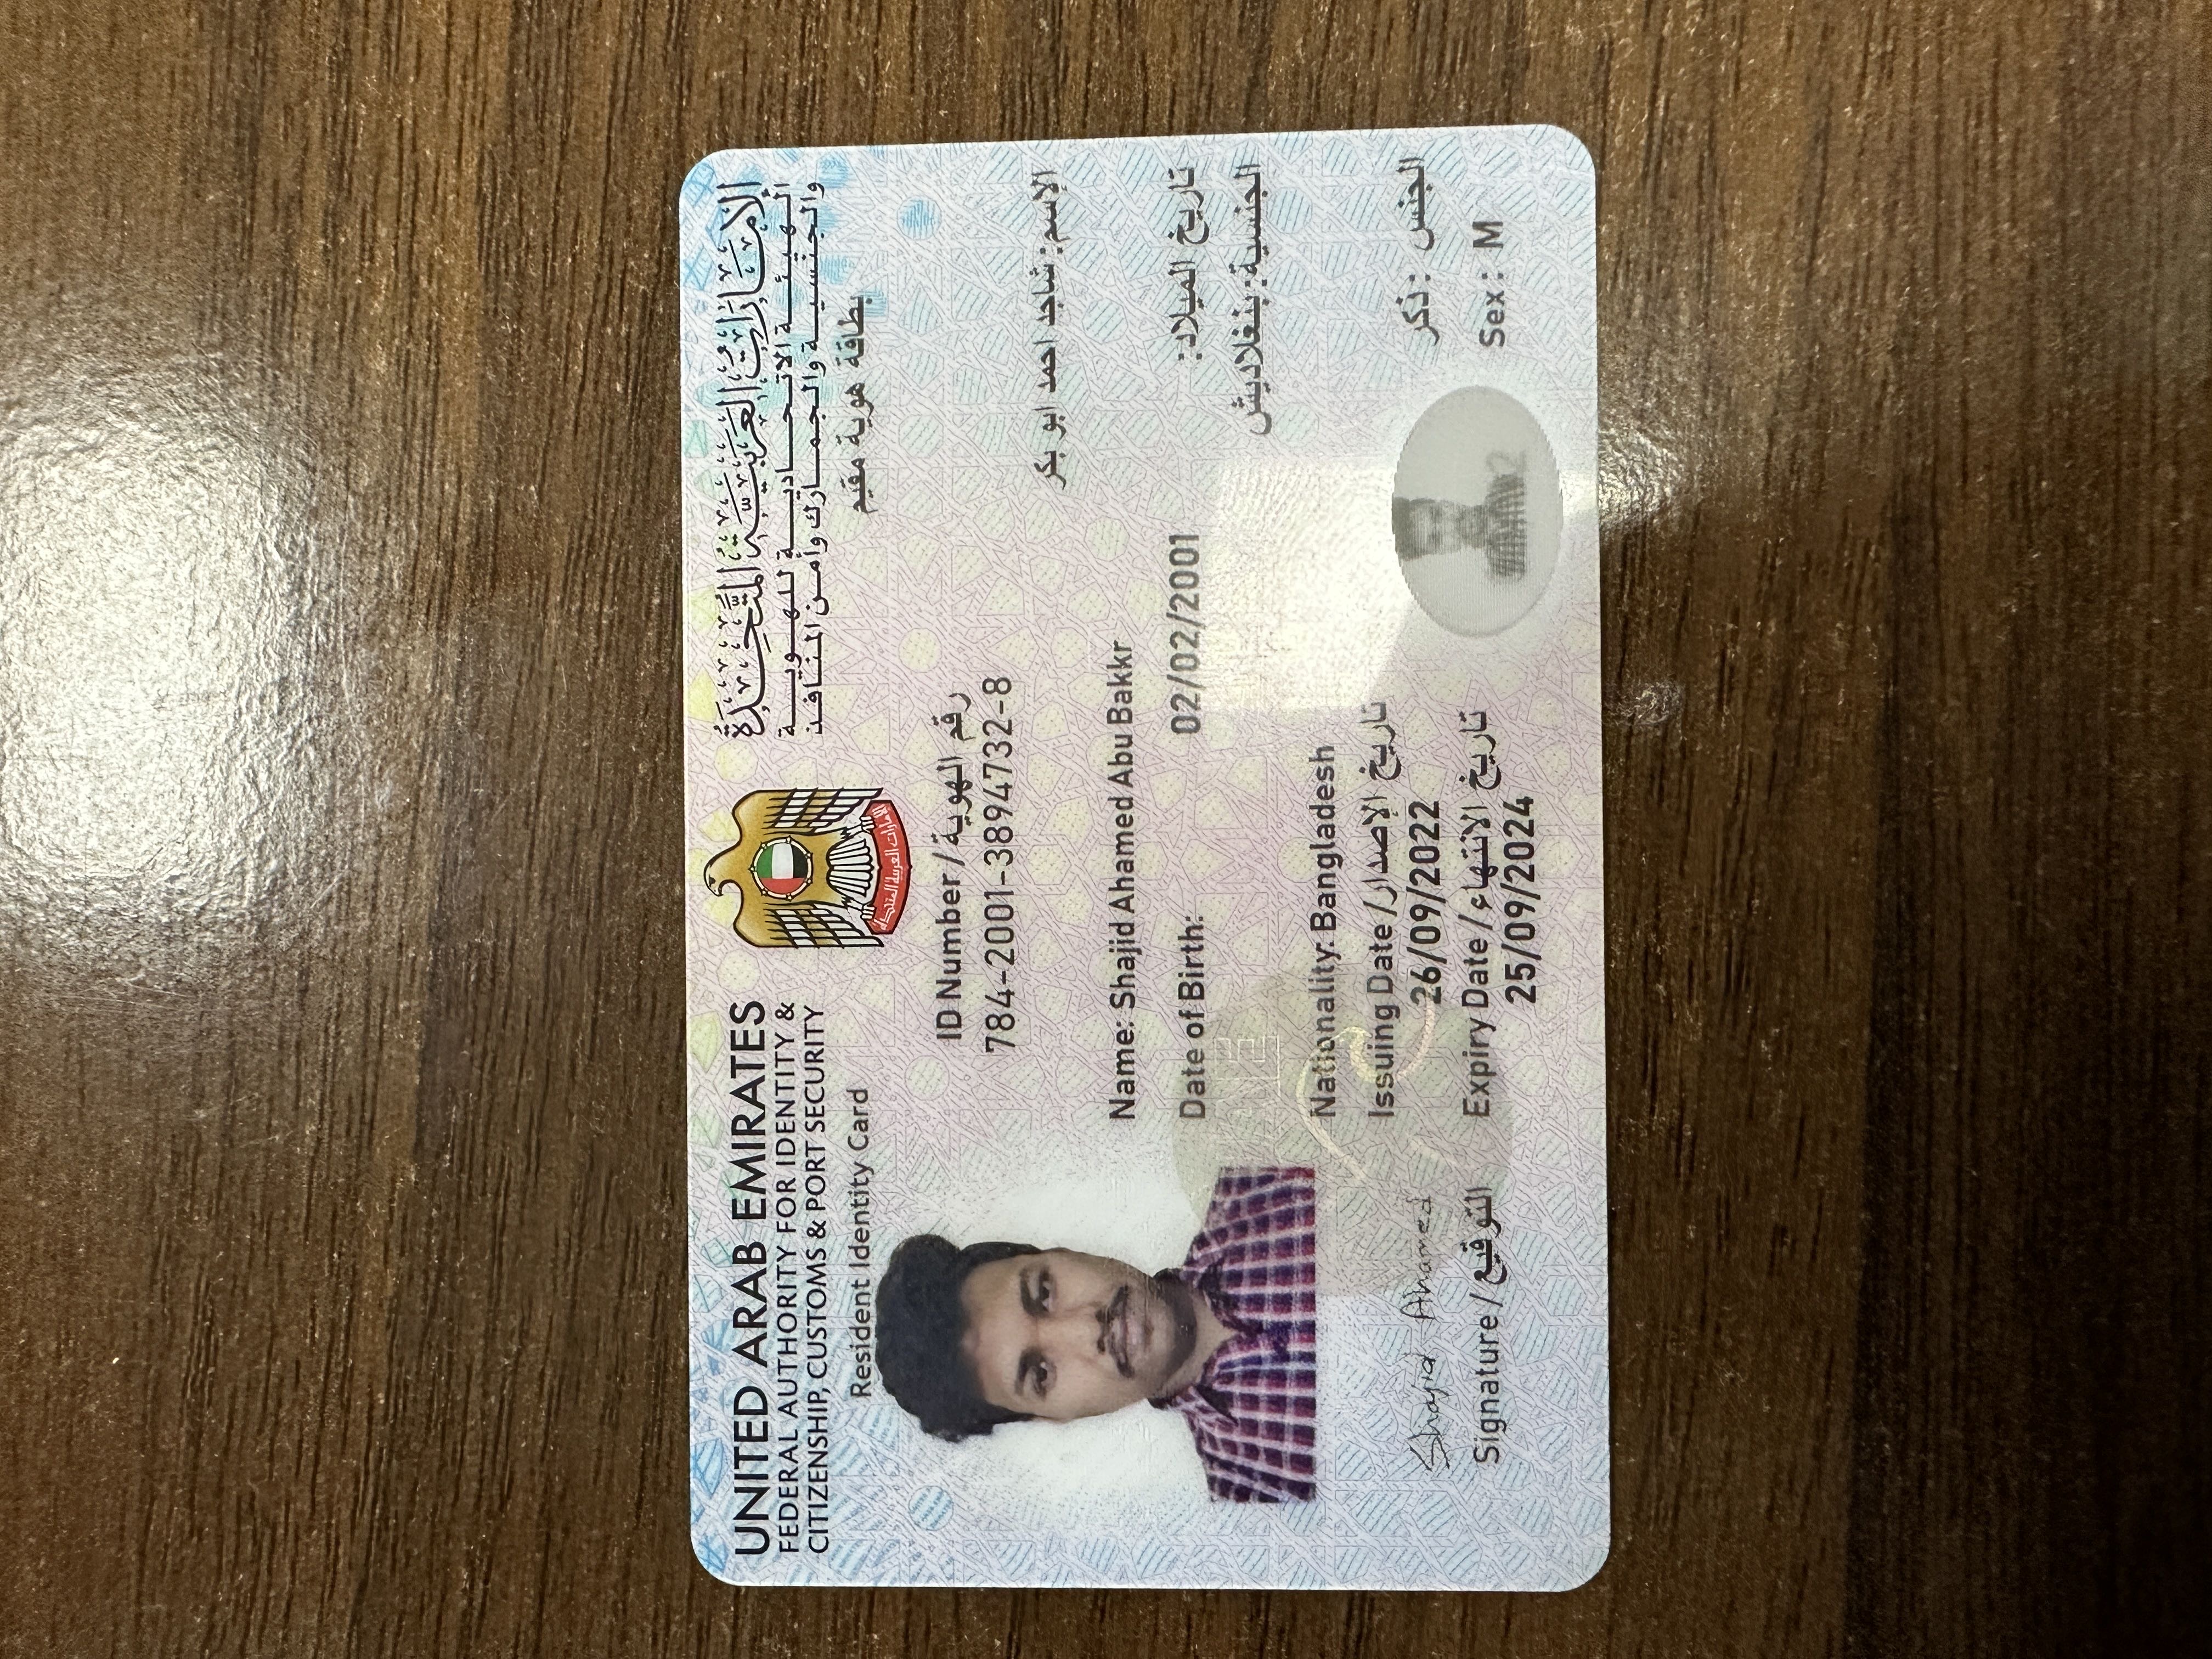 UNITED ARAB EMIRATES
FEDERAL AUTHORITY FOR IDENTITY &
CITIZENSHIP, CUSTOMS & PORT SECURITY
Resident Identity Card
الإمارات العربية المتحدة
الهيئة الاتحادية للهوية
والجنسية والجمارك وأمن المنافذ
بطاقة هوية مقيم
الإمارات العربية المتحدة
ID Number / رقم الهوية
784-2001-3894732-8
الإسم: شاجد احمد ابو بكر
Name: Shajid Ahamed Abu Bakkr
Date of Birth: 02/02/2001 تاريخ الميلاد:
الجنسية: بنغلاديش
Nationality: Bangladesh
Issuing Date / تاريخ الإصدار
26/09/2022
Expiry Date / تاريخ الانتهاء
25/09/2024
الجنس : ذكر
Sex : M
Shajid Ahamed
Signature / التوقيع